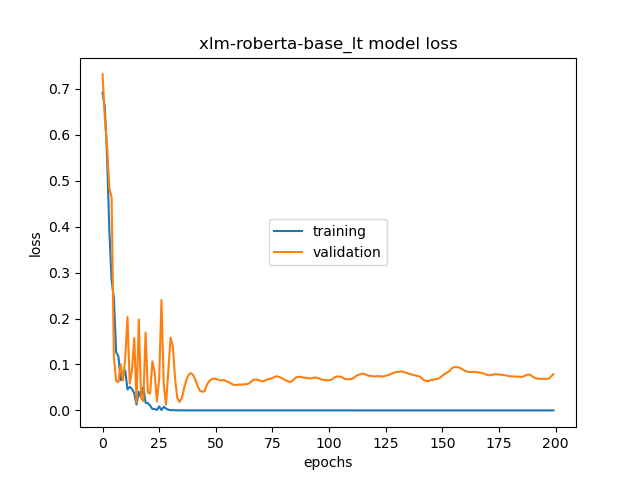 xlm-roberta-base_lt model loss
loss
0.7
0.6
0.5
0.4
0.3
0.2
0.1
0.0
training
validation
0 25 50 75 100 125 150 175 200
epochs